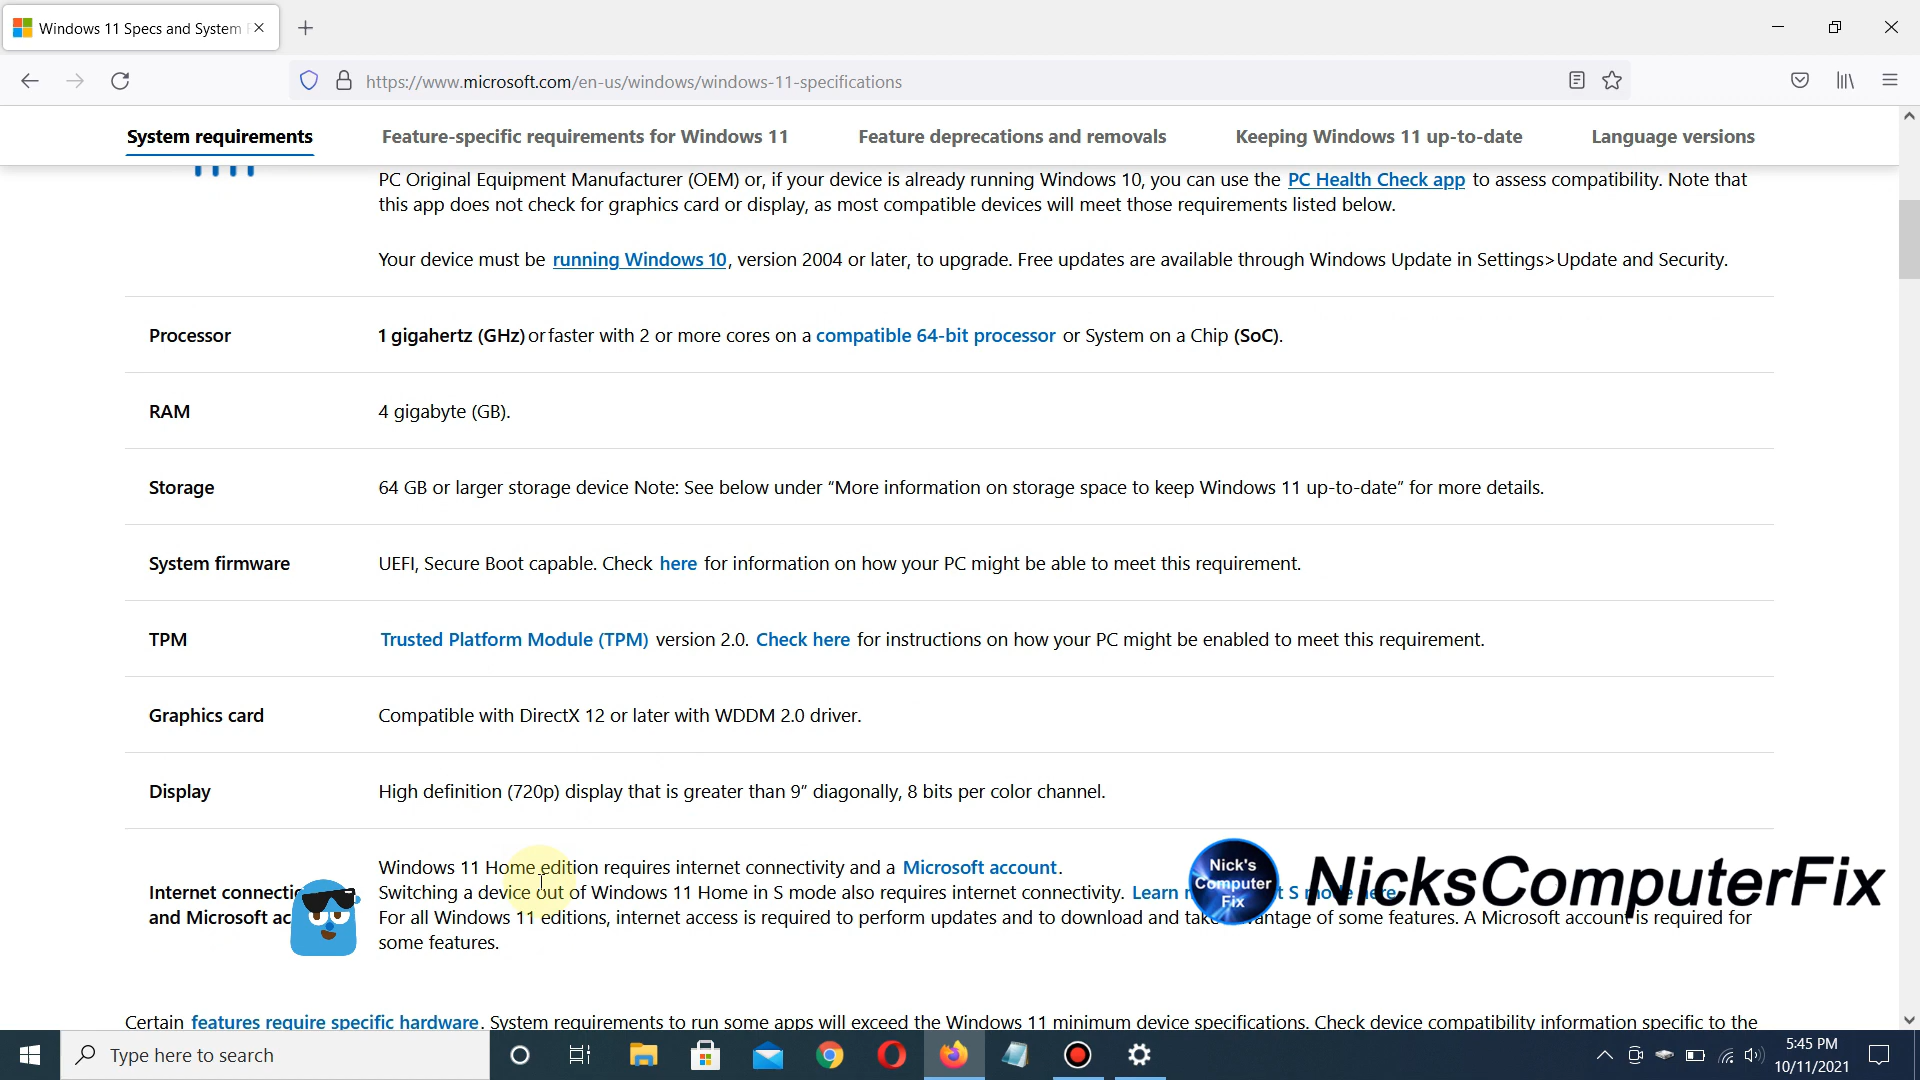 Windows 11 Specs and System
https://www.microsoft.com/en-us/windows/windows-11-specifications
System requirements
Feature-specific requirements for Windows 11
Feature deprecations and removals
Keeping Windows 11 up-to-date
Language versions
PC Original Equipment Manufacturer (OEM) or, if your device is already running Windows 10, you can use the PC Health Check app to assess compatibility. Note that
this app does not check for graphics card or display, as most compatible devices will meet those requirements listed below.
Your device must be running Windows 10, version 2004 or later, to upgrade. Free updates are available through Windows Update in Settings>Update and Security.
Processor
1 gigahertz (GHz) or faster with 2 or more cores on a compatible 64-bit processor or System on a Chip (SoC).
RAM
4 gigabyte (GB).
Storage
64 GB or larger storage device Note: See below under “More information on storage space to keep Windows 11 up-to-date” for more details.
System firmware
UEFI, Secure Boot capable. Check here for information on how your PC might be able to meet this requirement.
TPM
Trusted Platform Module (TPM) version 2.0. Check here for instructions on how your PC might be enabled to meet this requirement.
Graphics card
Compatible with DirectX 12 or later with WDDM 2.0 driver.
Display
High definition (720p) display that is greater than 9” diagonally, 8 bits per color channel.
Internet
and Microsoft
Windows 11 Home edition requires internet connectivity and a Microsoft account.
Switching a device out of Windows 11 Home in S mode also requires internet connectivity. Learn
For all Windows 11 editions, internet access is required to perform updates and to download and of some features. A Microsoft account is required for
some features.
Nick's
Computer
Fix
NicksComputerFix
Certain features require specific hardware. System requirements to run some apps will exceed the Windows 11 minimum device specifications. Check device compatibility information specific to the
Type here to search
5:45 PM
10/11/2021